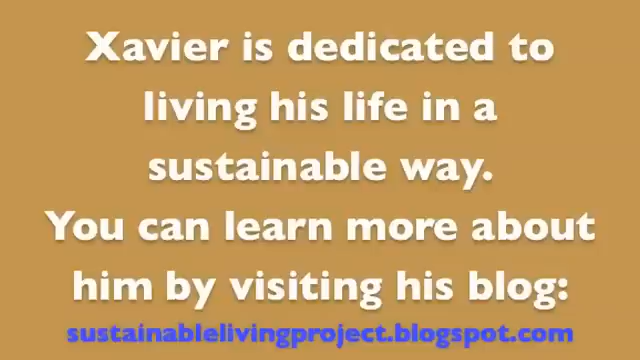 Xavier is dedicated to
living his life in a
sustainable way.
You can learn more about
him by visiting his blog:
sustainablelivingproject.blogspot.com